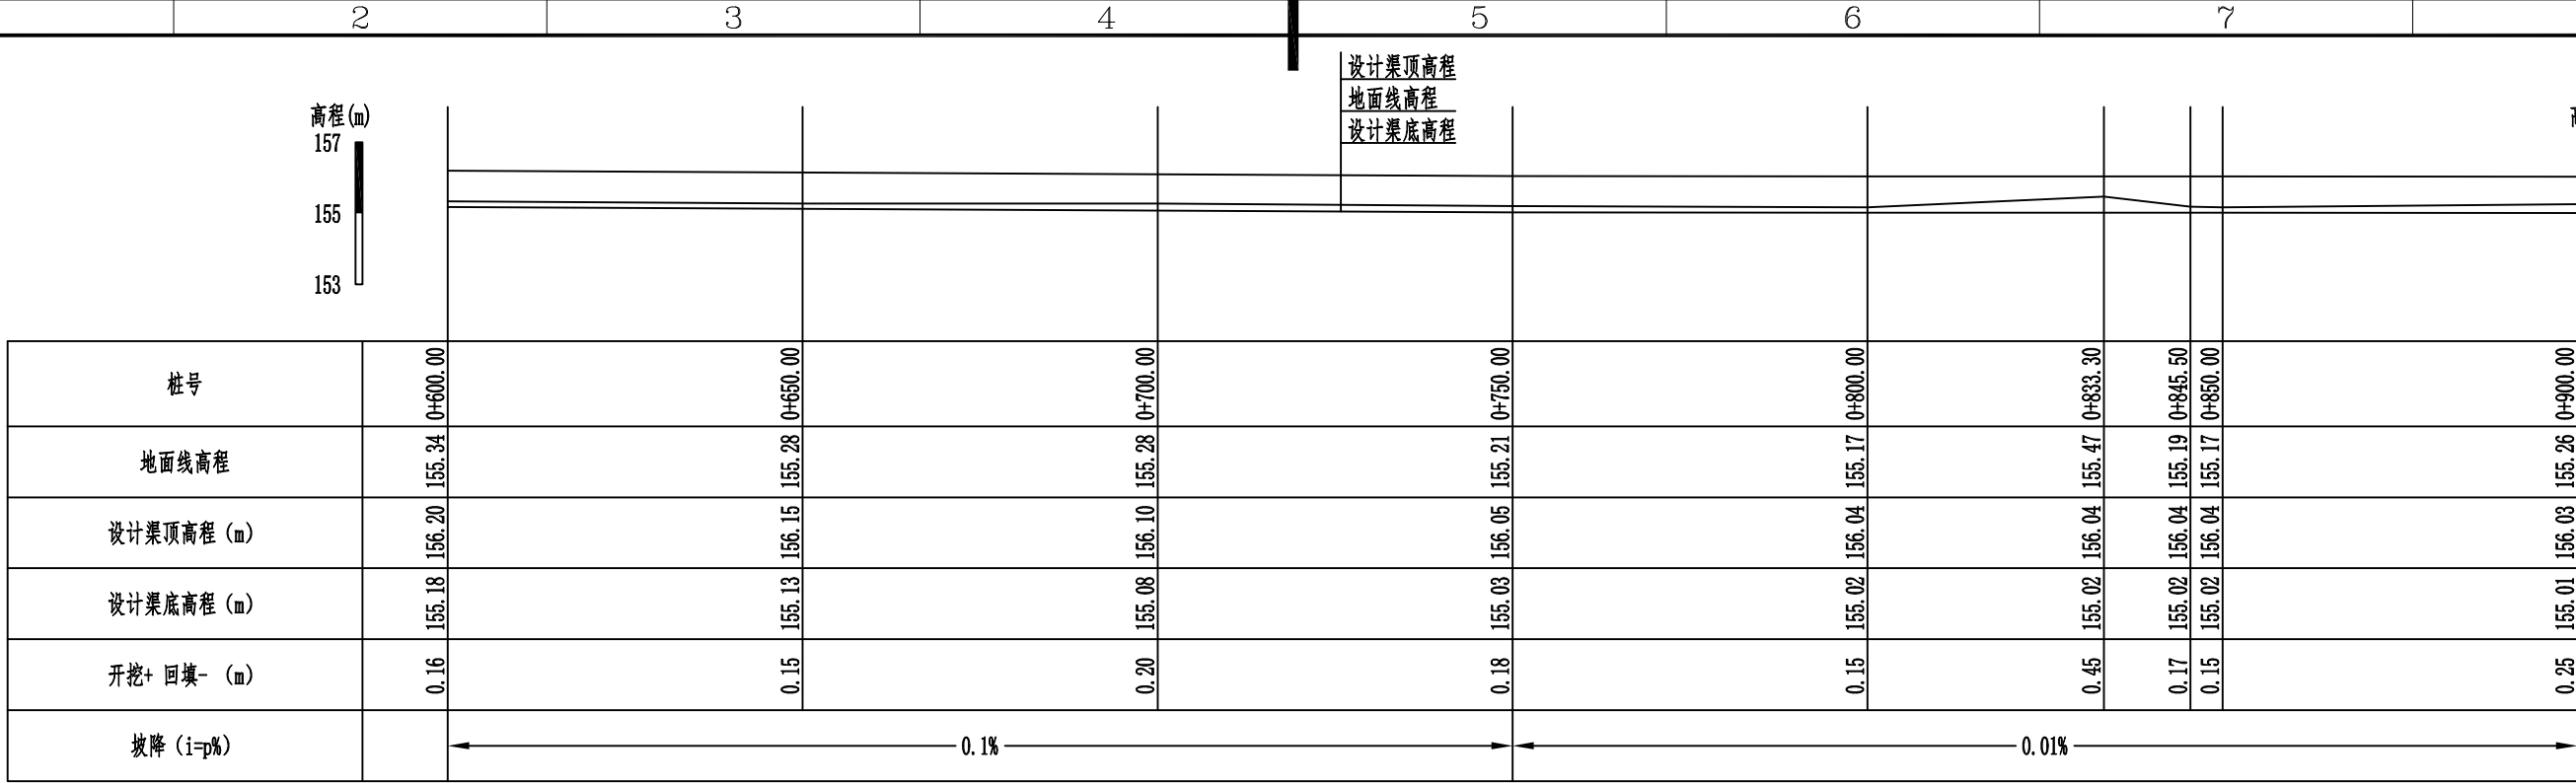 2 3 4 5 6 7
设计渠顶高程
地面线高程
设计渠底高程
高程(m)
157
155
153
桩号 0+600.00 0+650.00 0+700.00 0+750.00 0+800.00 0+833.30 0+845.50 0+850.00 0+900.00
地面线高程 155.34 155.28 155.28 155.21 155.17 155.47 155.19 155.17 155.26
设计渠顶高程(m) 156.20 156.15 156.10 156.05 156.04 156.04 156.04 156.04 156.03
设计渠底高程(m) 155.18 155.13 155.08 155.03 155.02 155.02 155.02 155.02 155.01
开挖+ 回填- (m) 0.16 0.15 0.20 0.18 0.15 0.45 0.17 0.15 0.25
坡降(i=p%) 0.1% 0.01%